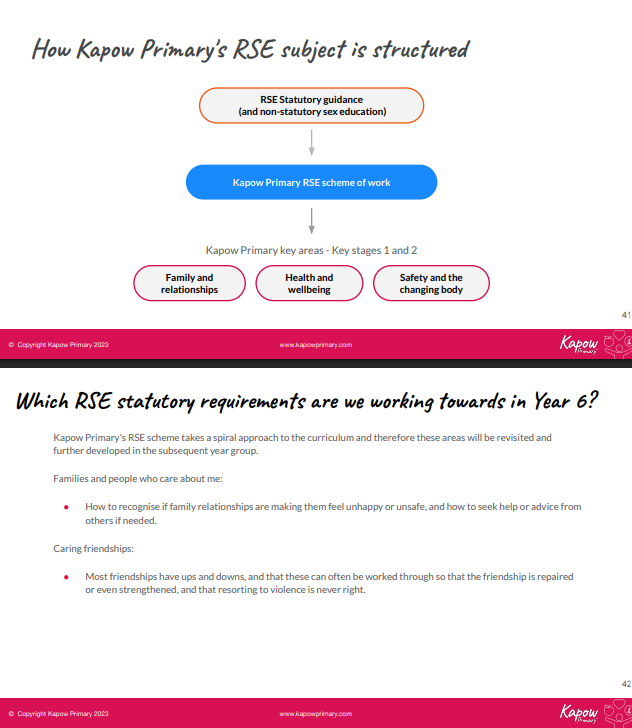 How Kapow Primary's RSE subject is structured
RSE Statutory guidance
(and non-statutory sex education)
Kapow Primary RSE scheme of work
Kapow Primary key areas - Key stages 1 and 2
Family and
relationships
Health and
wellbeing
Safety and the
changing body
41
© Copyright Kapow Primary 2023
www.kapowprimary.com
Kapow
Primary
Which RSE statutory requirements are we working towards in Year 6?
Kapow Primary's RSE scheme takes a spiral approach to the curriculum and therefore these areas will be revisited and
further developed in the subsequent year group.
Families and people who care about me:
● How to recognise if family relationships are making them feel unhappy or unsafe, and how to seek help or advice from
others if needed.
Caring friendships:
● Most friendships have ups and downs, and that these can often be worked through so that the friendship is repaired
or even strengthened, and that resorting to violence is never right.
42
© Copyright Kapow Primary 2023
www.kapowprimary.com
Kapow
Primary